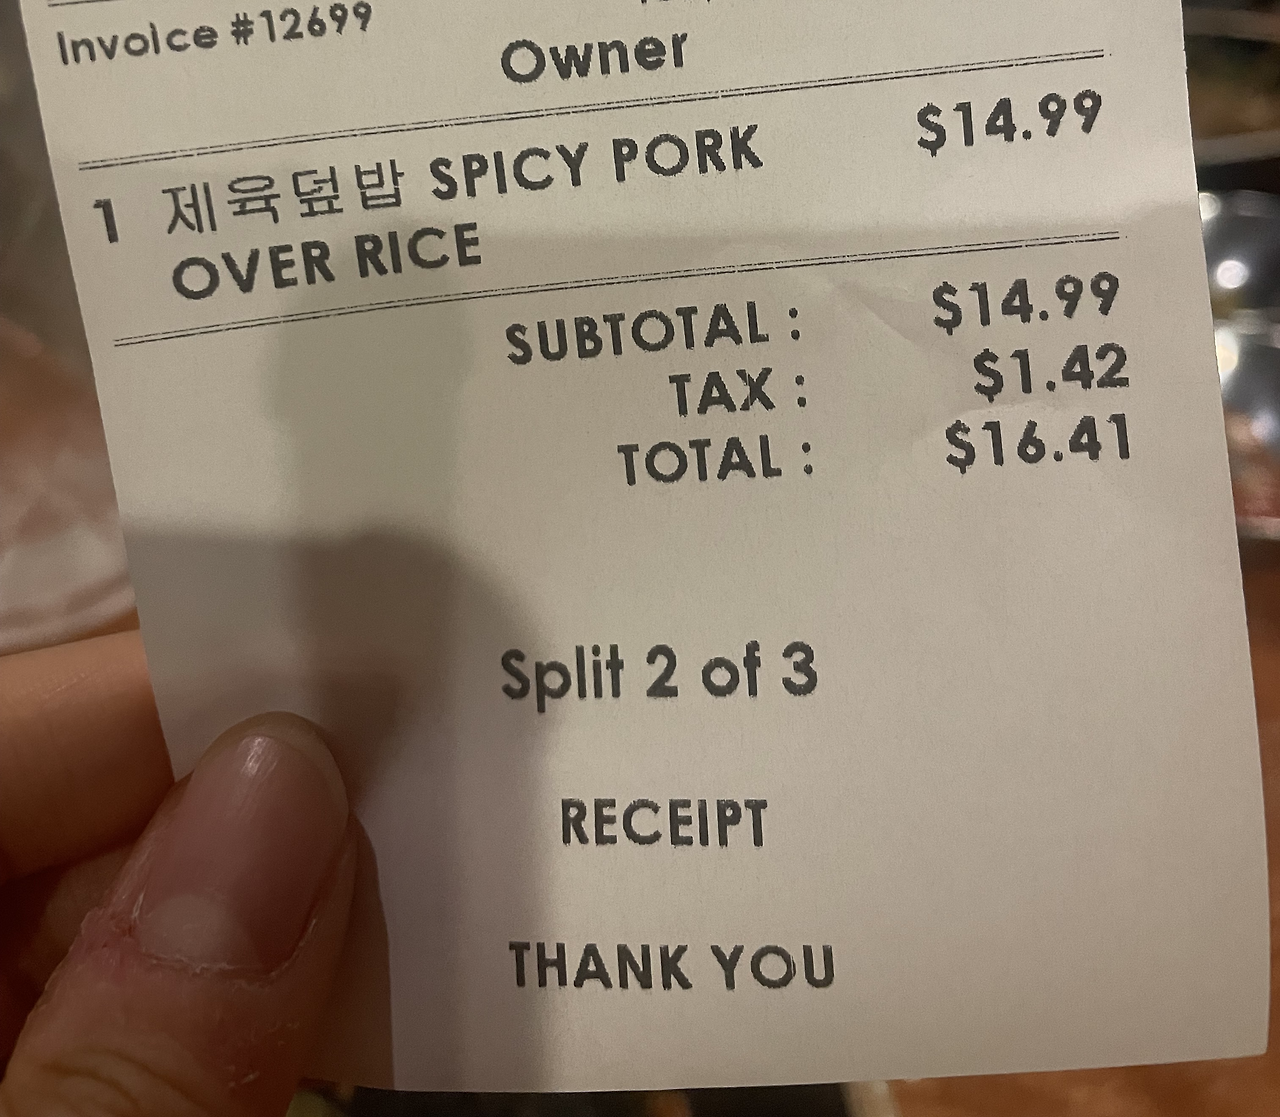 Invoice #12699
Owner
1 제육덮밥 SPICY PORK $14.99
OVER RICE
SUBTOTAL : $14.99
TAX : $1.42
TOTAL : $16.41
Split 2 of 3
RECEIPT
THANK YOU